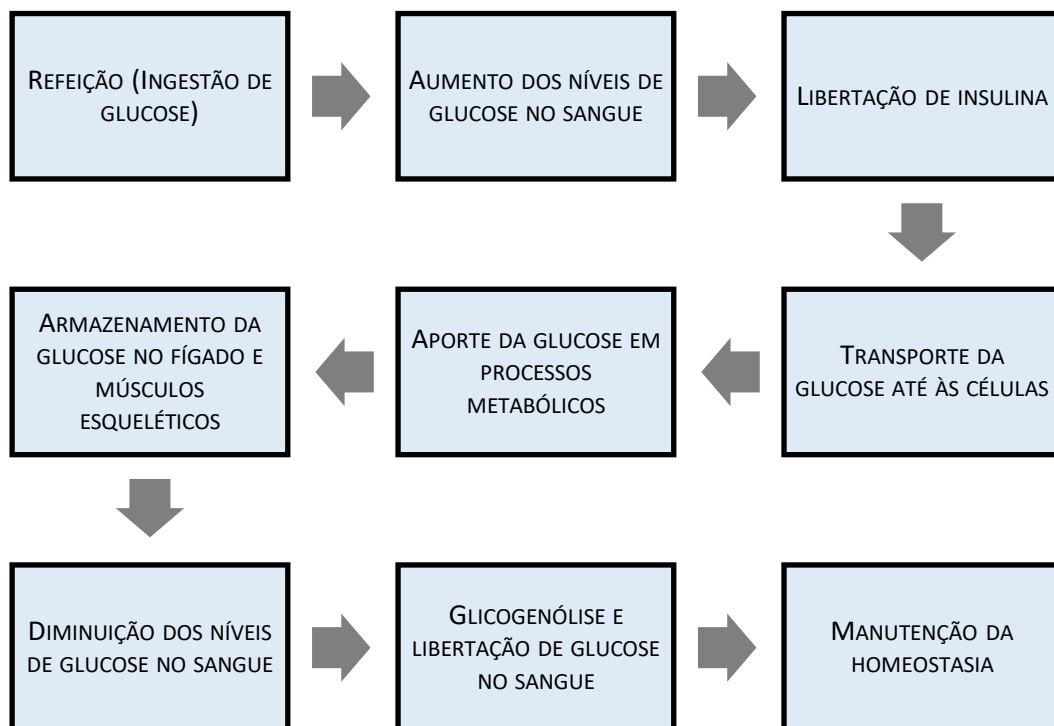 REFEIÇÃO (INGESTÃO DE
GLUCOSE)
AUMENTO DOS NÍVEIS DE
GLUCOSE NO SANGUE
LIBERTAÇÃO DE INSULINA
TRANSPORTE DA
GLUCOSE ATÉ ÀS CÉLULAS
APORTE DA GLUCOSE EM
PROCESSOS
METABÓLICOS
ARMAZENAMENTO DA
GLUCOSE NO FÍGADO E
MÚSCULOS
ESQUELÉTICOS
DIMINUIÇÃO DOS NÍVEIS
DE GLUCOSE NO SANGUE
GLICOGENÓLISE E
LIBERTAÇÃO DE GLUCOSE
NO SANGUE
MANUTENÇÃO DA
HOMEOSTASIA